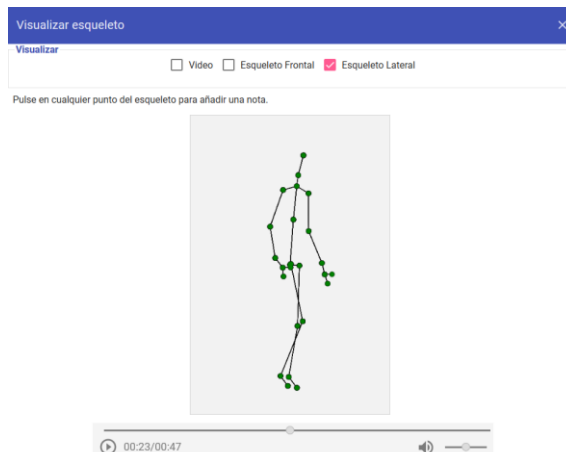 Visualizar esqueleto
Visualizar
Video Esqueleto Frontal Esqueleto Lateral
Pulse en cualquier punto del esqueleto para añadir una nota.
00:23/00:47